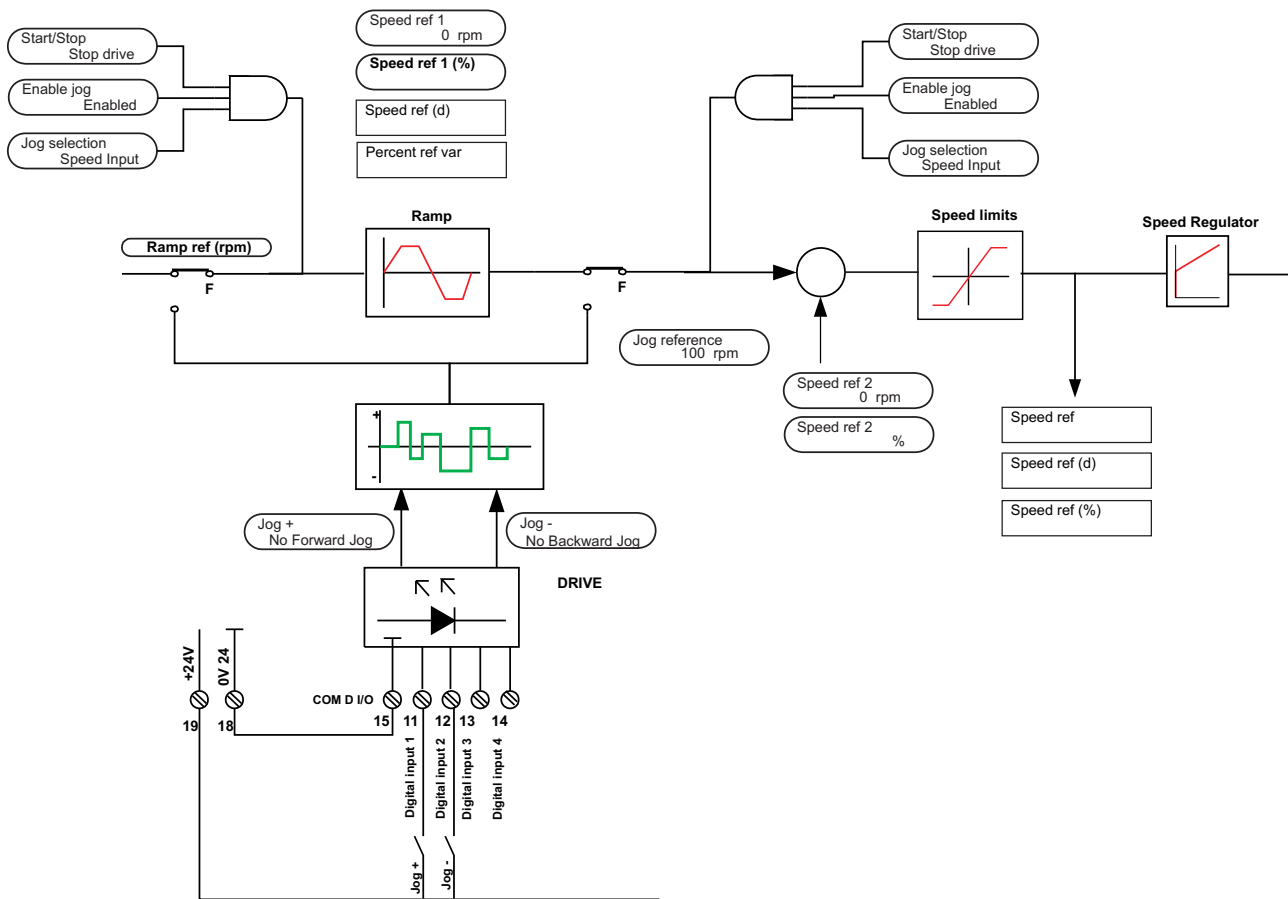 Start/Stop
Stop drive
Enable jog
Enabled
Jog selection
Speed Input
Speed ref 1
0 rpm
Speed ref 1 (%)
Speed ref (d)
Percent ref var
Start/Stop
Stop drive
Enable jog
Enabled
Jog selection
Speed Input
Ramp ref (rpm)
F
Ramp
F
Speed limits
Speed Regulator
Jog reference
100 rpm
Speed ref 2
0 rpm
Speed ref 2
%
Speed ref
Speed ref (d)
Speed ref (%)
+
-
Jog +
No Forward Jog
Jog -
No Backward Jog
DRIVE
+24V
0V 24
COM D I/O
19
18
15
11
12
13
14
Digital input 1
Digital input 2
Digital input 3
Digital input 4
Jog +
Jog -